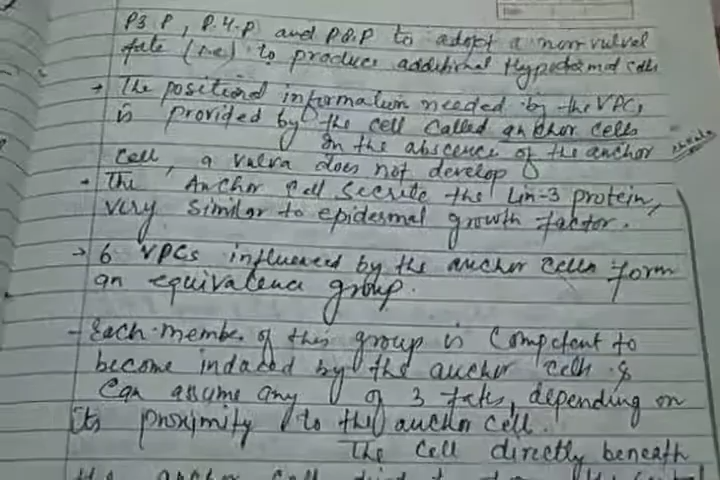 P3.P, P.4.P and P8.P to adopt a non vulval
fate (i.e) to produce additional Hypodermal cells
→ The positional information needed by the VPCs
is provided by the cell called anchor cells
In the abscence of the anchor
cell, a vulva does not develop
- The Anchor cell secrete the Lin-3 protein,
very similar to epidermal growth factor.
→ 6 VPCs influenced by the anchor cells form
an equivalence group.
- Each member of this group is Competent to
become induced by the anchor cells &
can assume any of 3 fates, depending on
its proximity to the anchor cell.
The cell directly beneath
the anchor cell